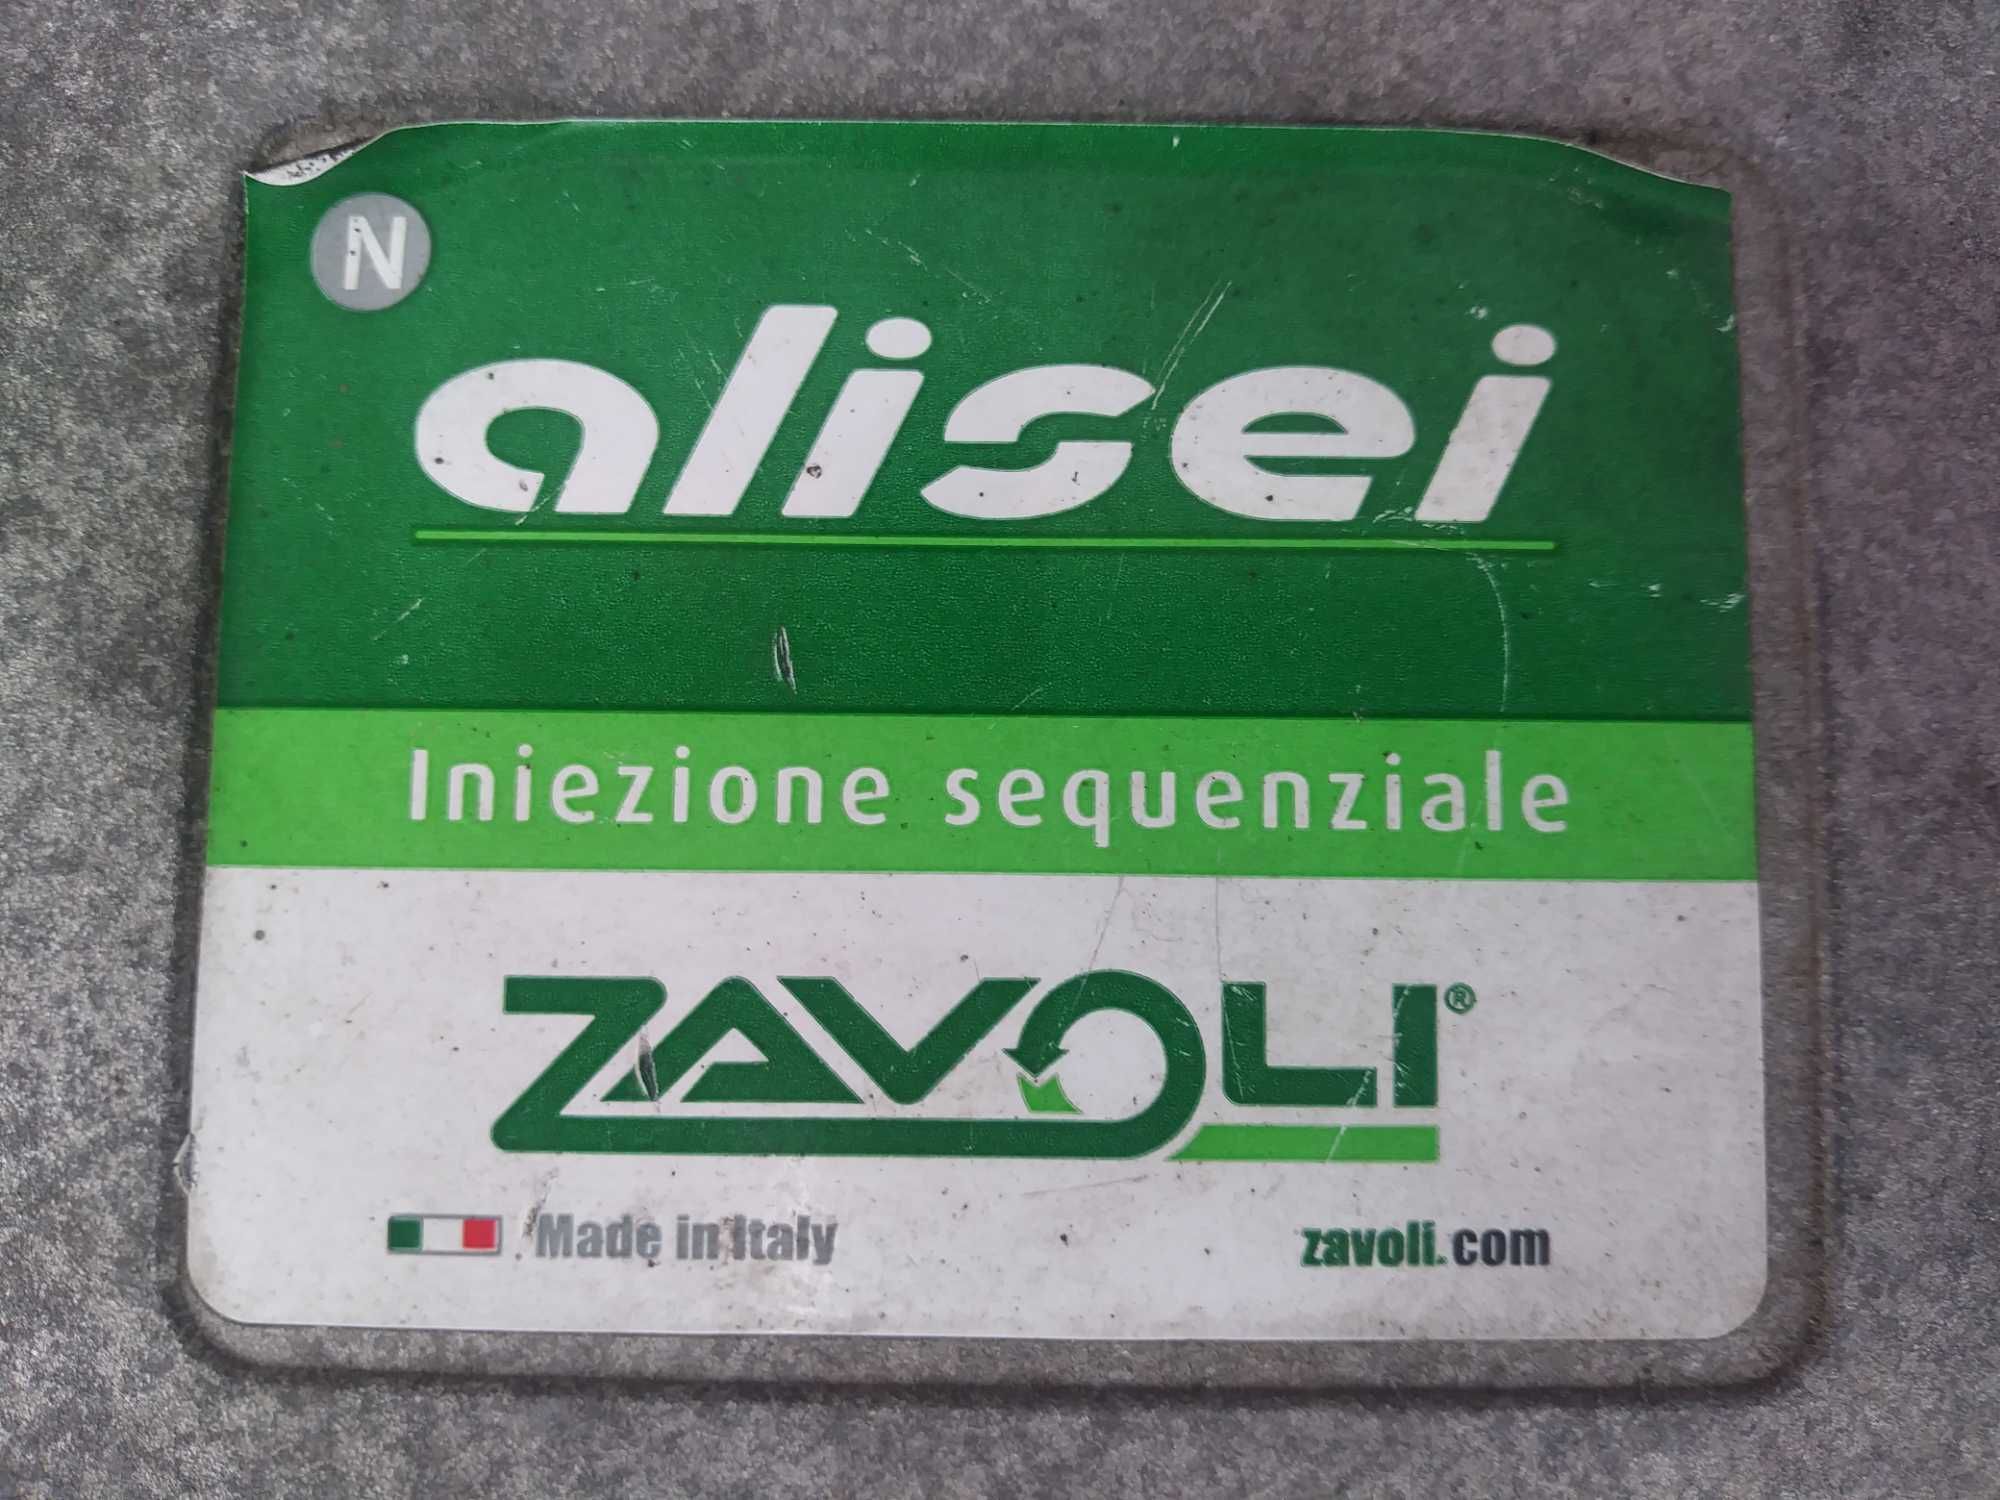 N
alisei
Iniezione sequenziale
ZAVOLI®
Made in Italy
zavoli.com